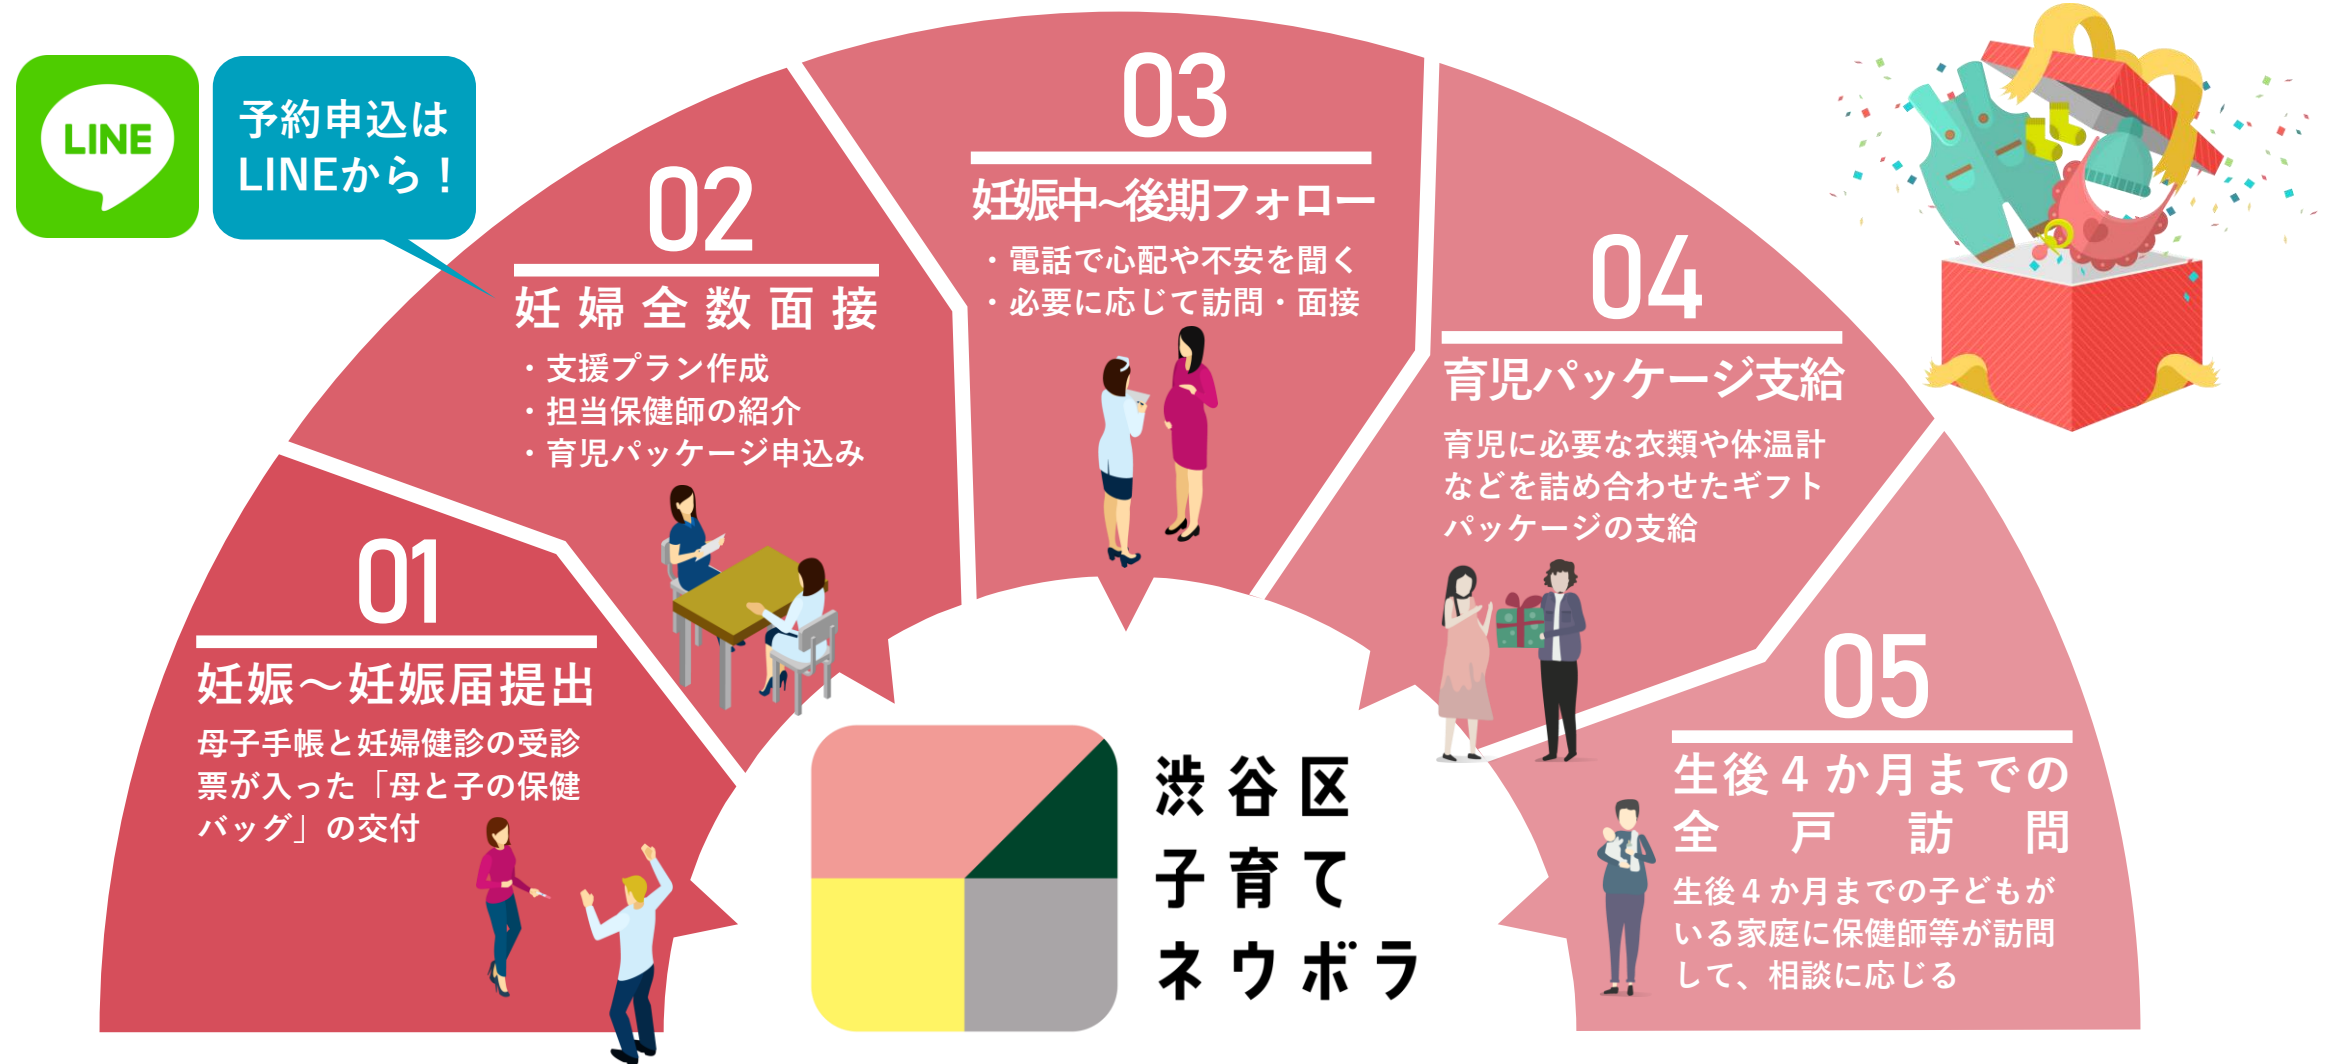 LINE
予約申込は
LINEから！
01
妊娠～妊娠届提出
母子手帳と妊婦健診の受診
票が入った「母と子の保健
バッグ」の交付
02
妊婦全数面接
・支援プラン作成
・担当保健師の紹介
・育児パッケージ申込み
03
妊娠中~後期フォロー
・電話で心配や不安を聞く
・必要に応じて訪問・面接
04
育児パッケージ支給
育児に必要な衣類や体温計
などを詰め合わせたギフト
パッケージの支給
05
生後４か月までの
全戸訪問
生後４か月までの子どもが
いる家庭に保健師等が訪問
して、相談に応じる
渋谷区
子育て
ネウボラ